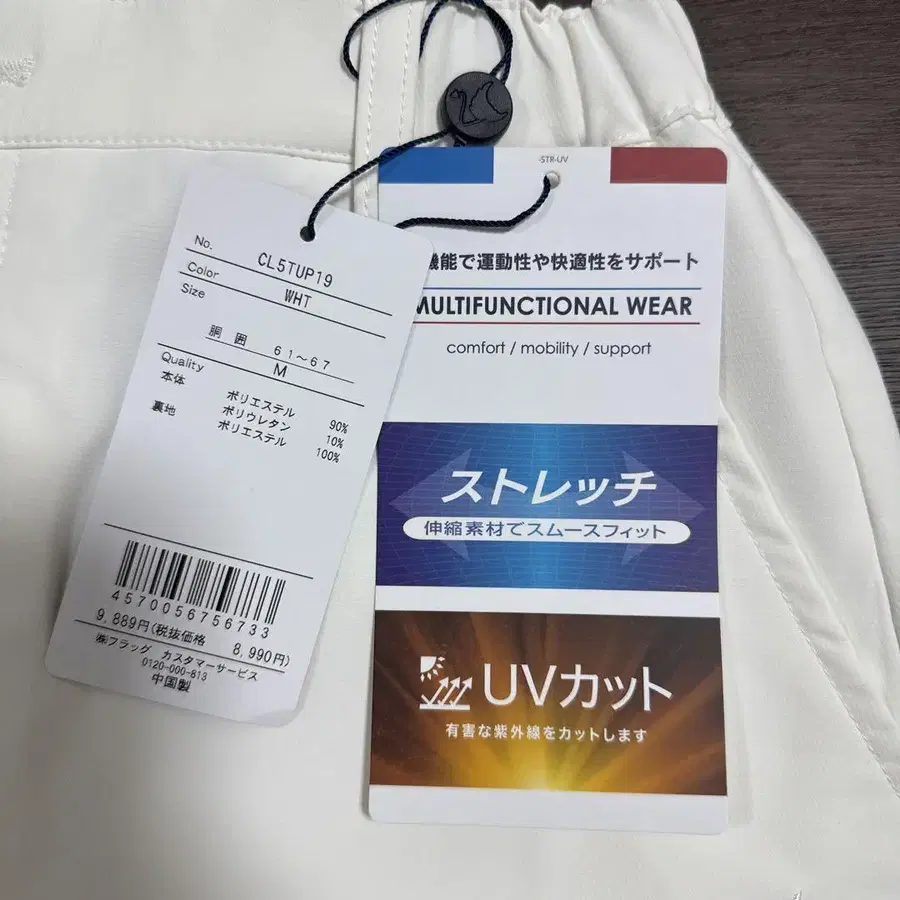 No. CL5TUP19
Color WHT
Size
胴 囲 61～67
M
Quality
本体 ポリエステル 90%
ポリウレタン 10%
裏地 ポリエステル 100%
4570056756733
9,889円(税抜価格 8,990円)
㈱フラッグ カスタマーサービス
0120-000-813
中国製
-STR-UV
機能で運動性や快適性をサポート
MULTIFUNCTIONAL WEAR
comfort / mobility / support
ストレッチ
伸縮素材でスムースフィット
UVカット
有害な紫外線をカットします